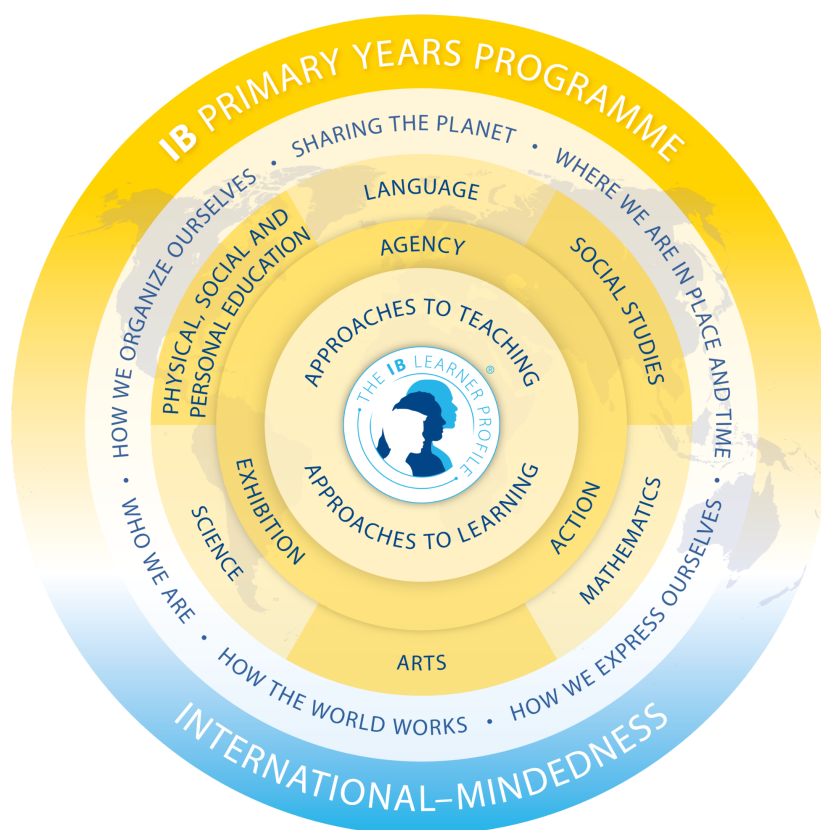 IB PRIMARY YEARS PROGRAMME
SHARING THE PLANET
•
WHERE WE ARE IN PLACE AND TIME
•
HOW WE EXPRESS OURSELVES
•
HOW THE WORLD WORKS
•
WHO WE ARE
•
HOW WE ORGANIZE OURSELVES
•
LANGUAGE
SOCIAL STUDIES
MATHEMATICS
ARTS
SCIENCE
PHYSICAL, SOCIAL AND
PERSONAL EDUCATION
AGENCY
ACTION
EXHIBITION
APPROACHES TO TEACHING
APPROACHES TO LEARNING
• THE IB LEARNER PROFILE •
®
INTERNATIONAL–MINDEDNESS